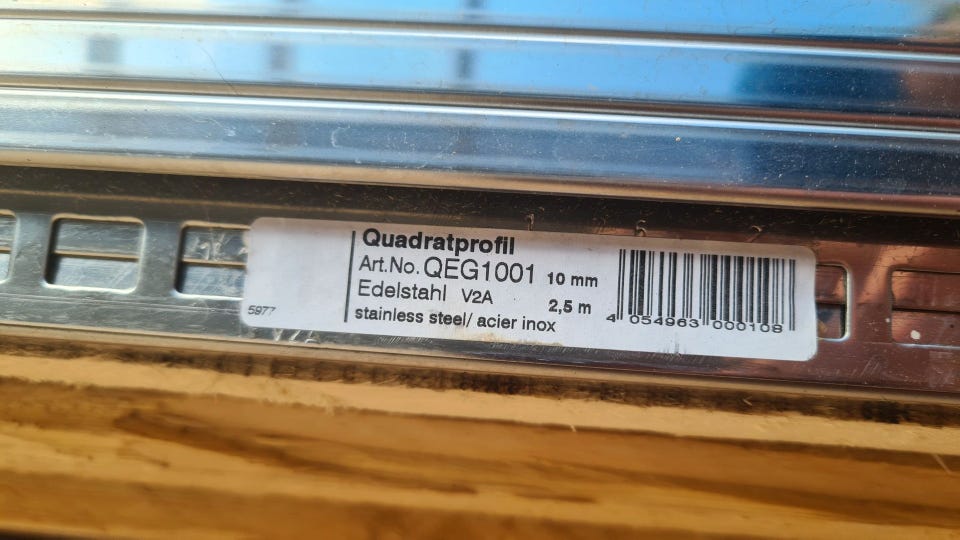 Quadratprofil
Art.No. QEG1001 10 mm
Edelstahl V2A 2,5 m
stainless steel/ acier inox
5977
4 054963 000108